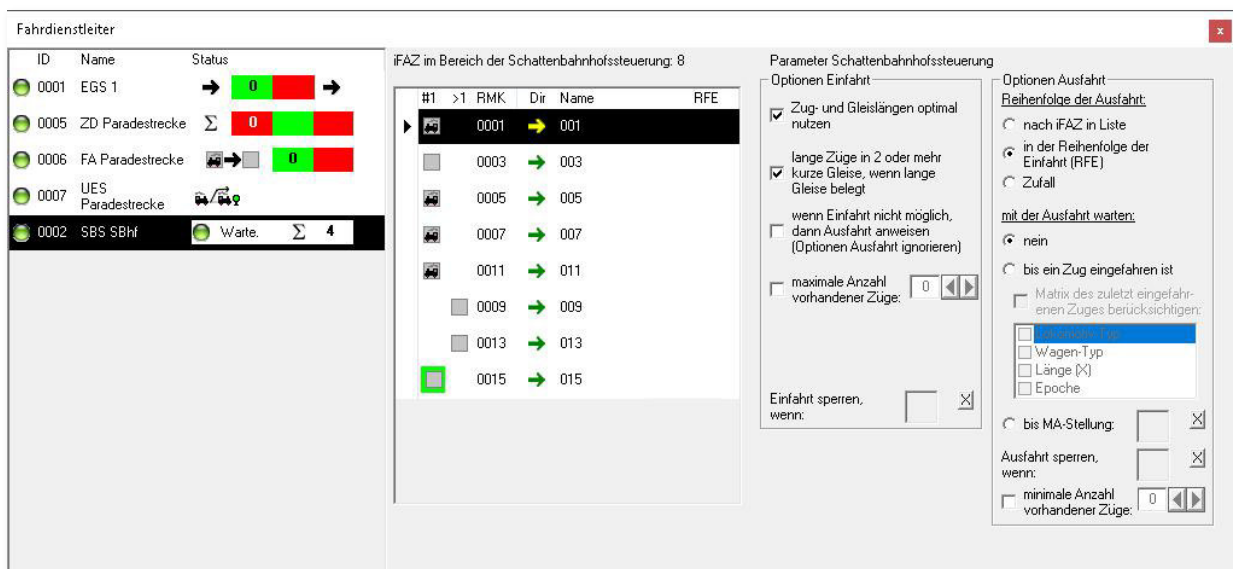 Fahrdienstleiter
x
ID Name Status
0001 EGS 1 0
0005 ZD Paradestrecke Σ 0
0006 FA Paradestrecke 0
0007 UES
Paradestrecke
0002 SBS SBhf Warte. Σ 4
iFAZ im Bereich der Schattenbahnhofssteuerung: 8
#1 >1 RMK Dir Name RFE
0001 001
0003 003
0005 005
0007 007
0011 011
0009 009
0013 013
0015 015
Parameter Schattenbahnhofssteuerung
Optionen Einfahrt
Zug- und Gleislängen optimal
nutzen
lange Züge in 2 oder mehr
kurze Gleise, wenn lange
Gleise belegt
wenn Einfahrt nicht möglich,
dann Ausfahrt anweisen
(Optionen Ausfahrt ignorieren)
maximale Anzahl
vorhandener Züge: 0
Einfahrt sperren,
wenn: X
Optionen Ausfahrt
Reihenfolge der Ausfahrt:
nach iFAZ in Liste
in der Reihenfolge der
Einfahrt (RFE)
Zufall
mit der Ausfahrt warten:
nein
bis ein Zug eingefahren ist
Matrix des zuletzt eingefahr-
enen Zuges berücksichtigen:
Lokomotiv-Typ
Wagen-Typ
Länge (X)
Epoche
bis MA-Stellung: X
Ausfahrt sperren,
wenn: X
minimale Anzahl
vorhandener Züge: 0